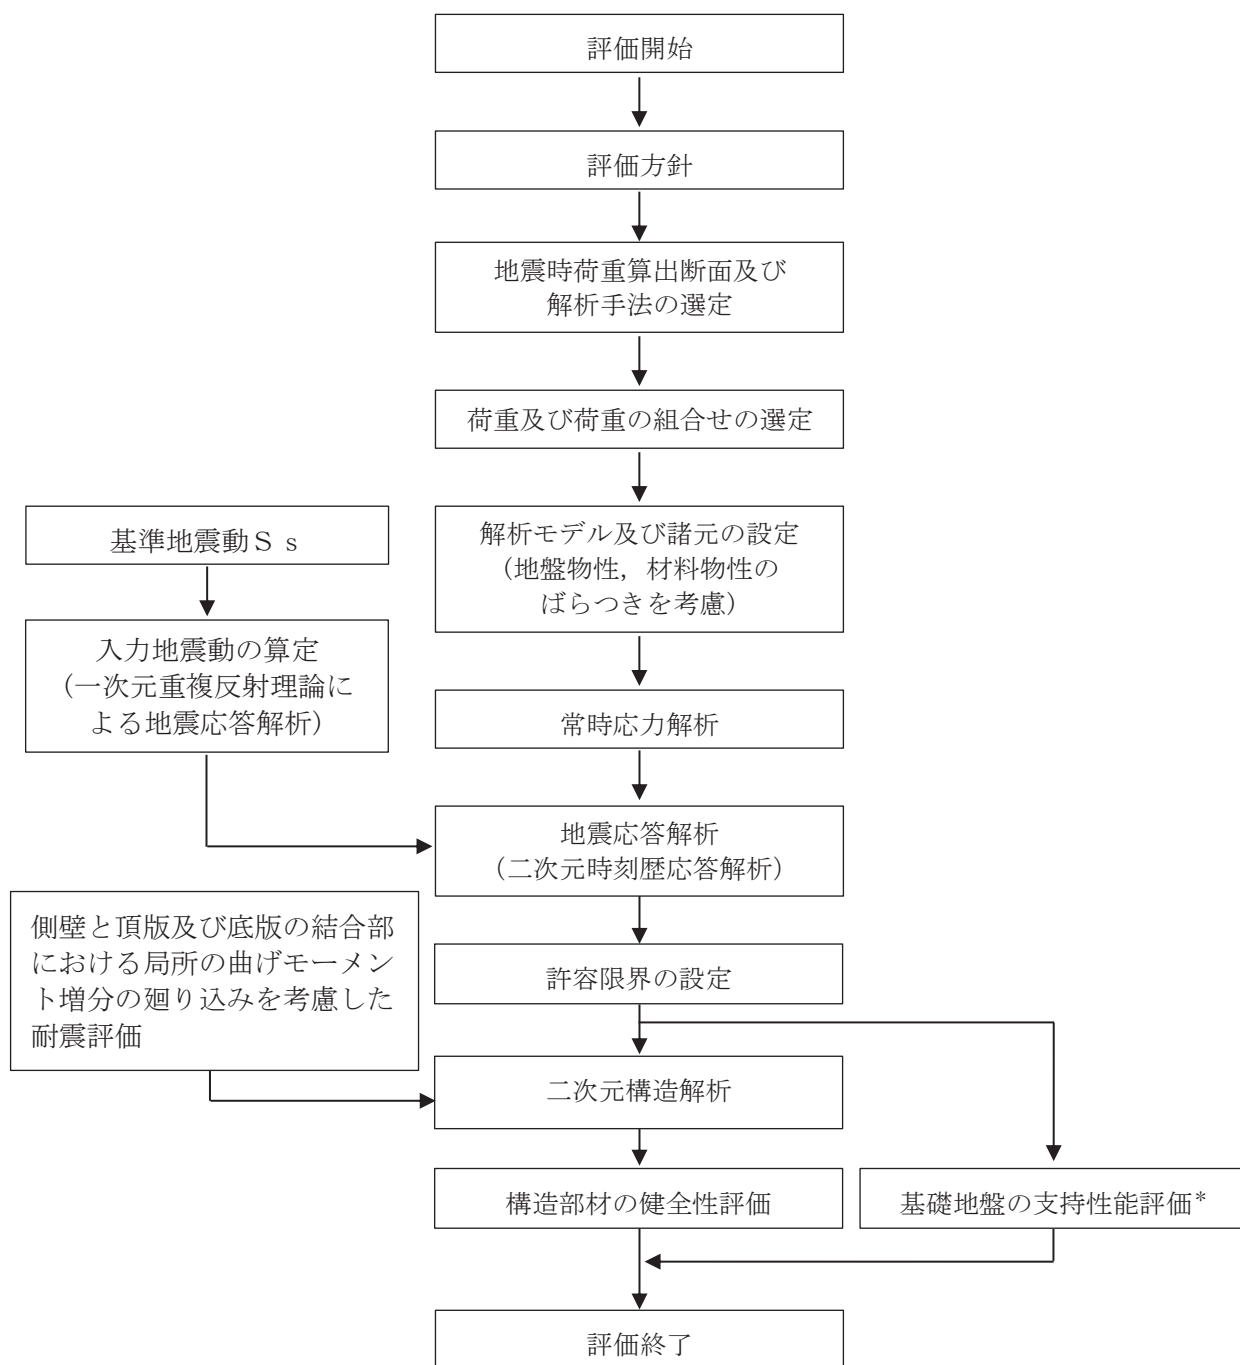 評価開始
評価方針
地震時荷重算出断面及び
解析手法の選定
荷重及び荷重の組合せの選定
基準地震動Ｓｓ
解析モデル及び諸元の設定
（地盤物性，材料物性の
ばらつきを考慮）
入力地震動の算定
（一次元重複反射理論に
よる地震応答解析）
常時応力解析
地震応答解析
（二次元時刻歴応答解析）
側壁と頂版及び底版の結合部
における局所の曲げモーメン
ト増分の廻り込みを考慮した
耐震評価
許容限界の設定
二次元構造解析
構造部材の健全性評価
基礎地盤の支持性能評価*
評価終了